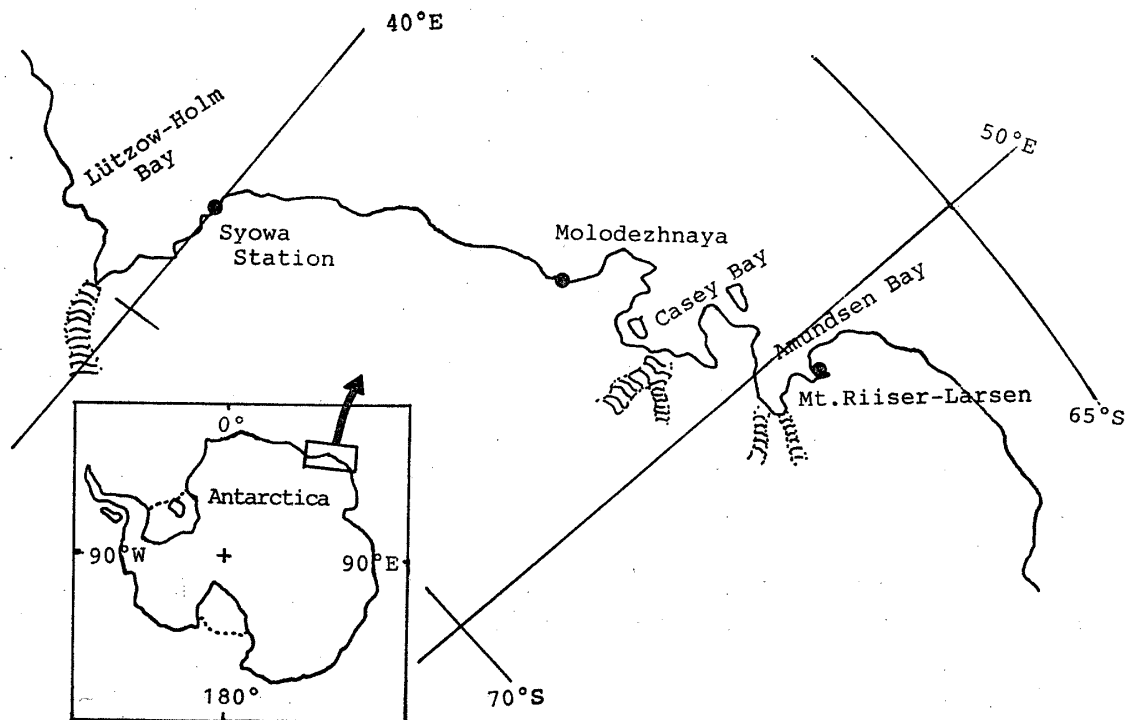 40°E
Lützow-Holm
Bay
50°E
Syowa
Station
Molodezhnaya
Casey Bay
Amundsen Bay
Mt.Riiser-Larsen
65°S
0°
Antarctica
90°W
90°E
180°
70°S